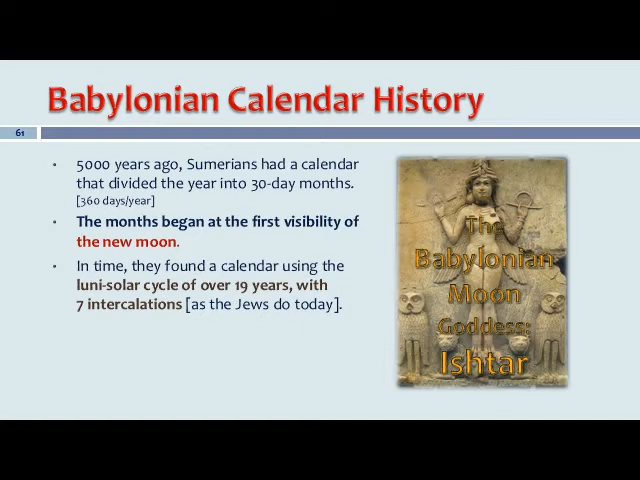 Babylonian Calendar History
61
• 5000 years ago, Sumerians had a calendar
that divided the year into 30-day months.
[360 days/year]
• The months began at the first visibility of
the new moon.
• In time, they found a calendar using the
luni-solar cycle of over 19 years, with
7 intercalations [as the Jews do today].
The
Babylonian
Moon
Goddess:
Ishtar